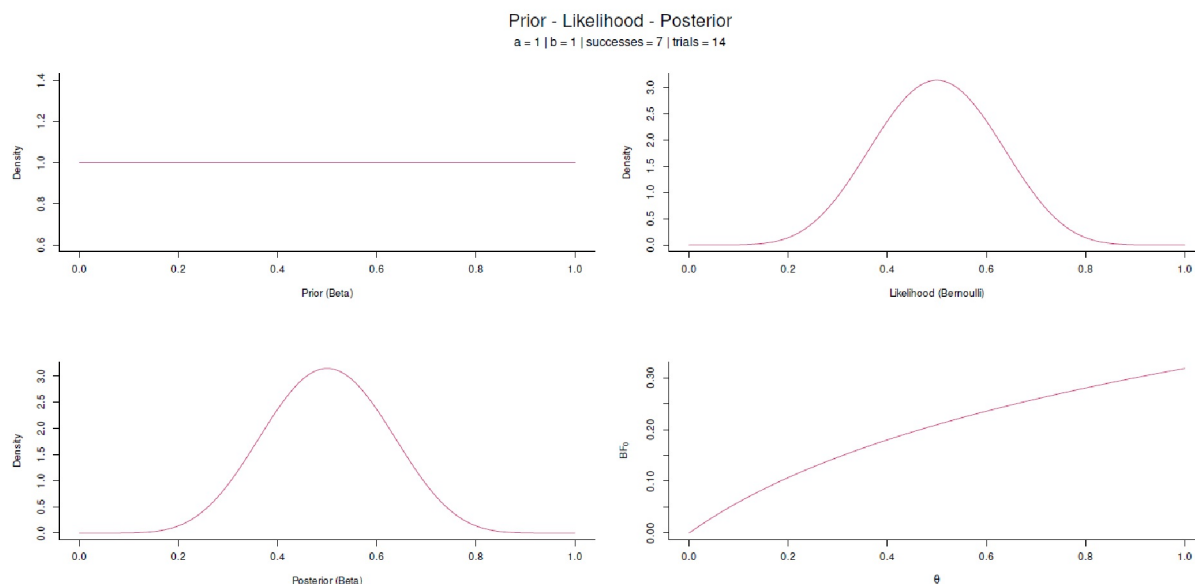 Prior - Likelihood - Posterior
a = 1 | b = 1 | successes = 7 | trials = 14
Density
0.6 0.8 1.0 1.2 1.4
0.0 0.2 0.4 0.6 0.8 1.0
Prior (Beta)
Density
0.0 0.5 1.0 1.5 2.0 2.5 3.0
0.0 0.2 0.4 0.6 0.8 1.0
Likelihood (Bernoulli)
Density
0.0 0.5 1.0 1.5 2.0 2.5 3.0
0.0 0.2 0.4 0.6 0.8 1.0
Posterior (Beta)
BF₀
0.00 0.10 0.20 0.30
0.0 0.2 0.4 0.6 0.8 1.0
θ